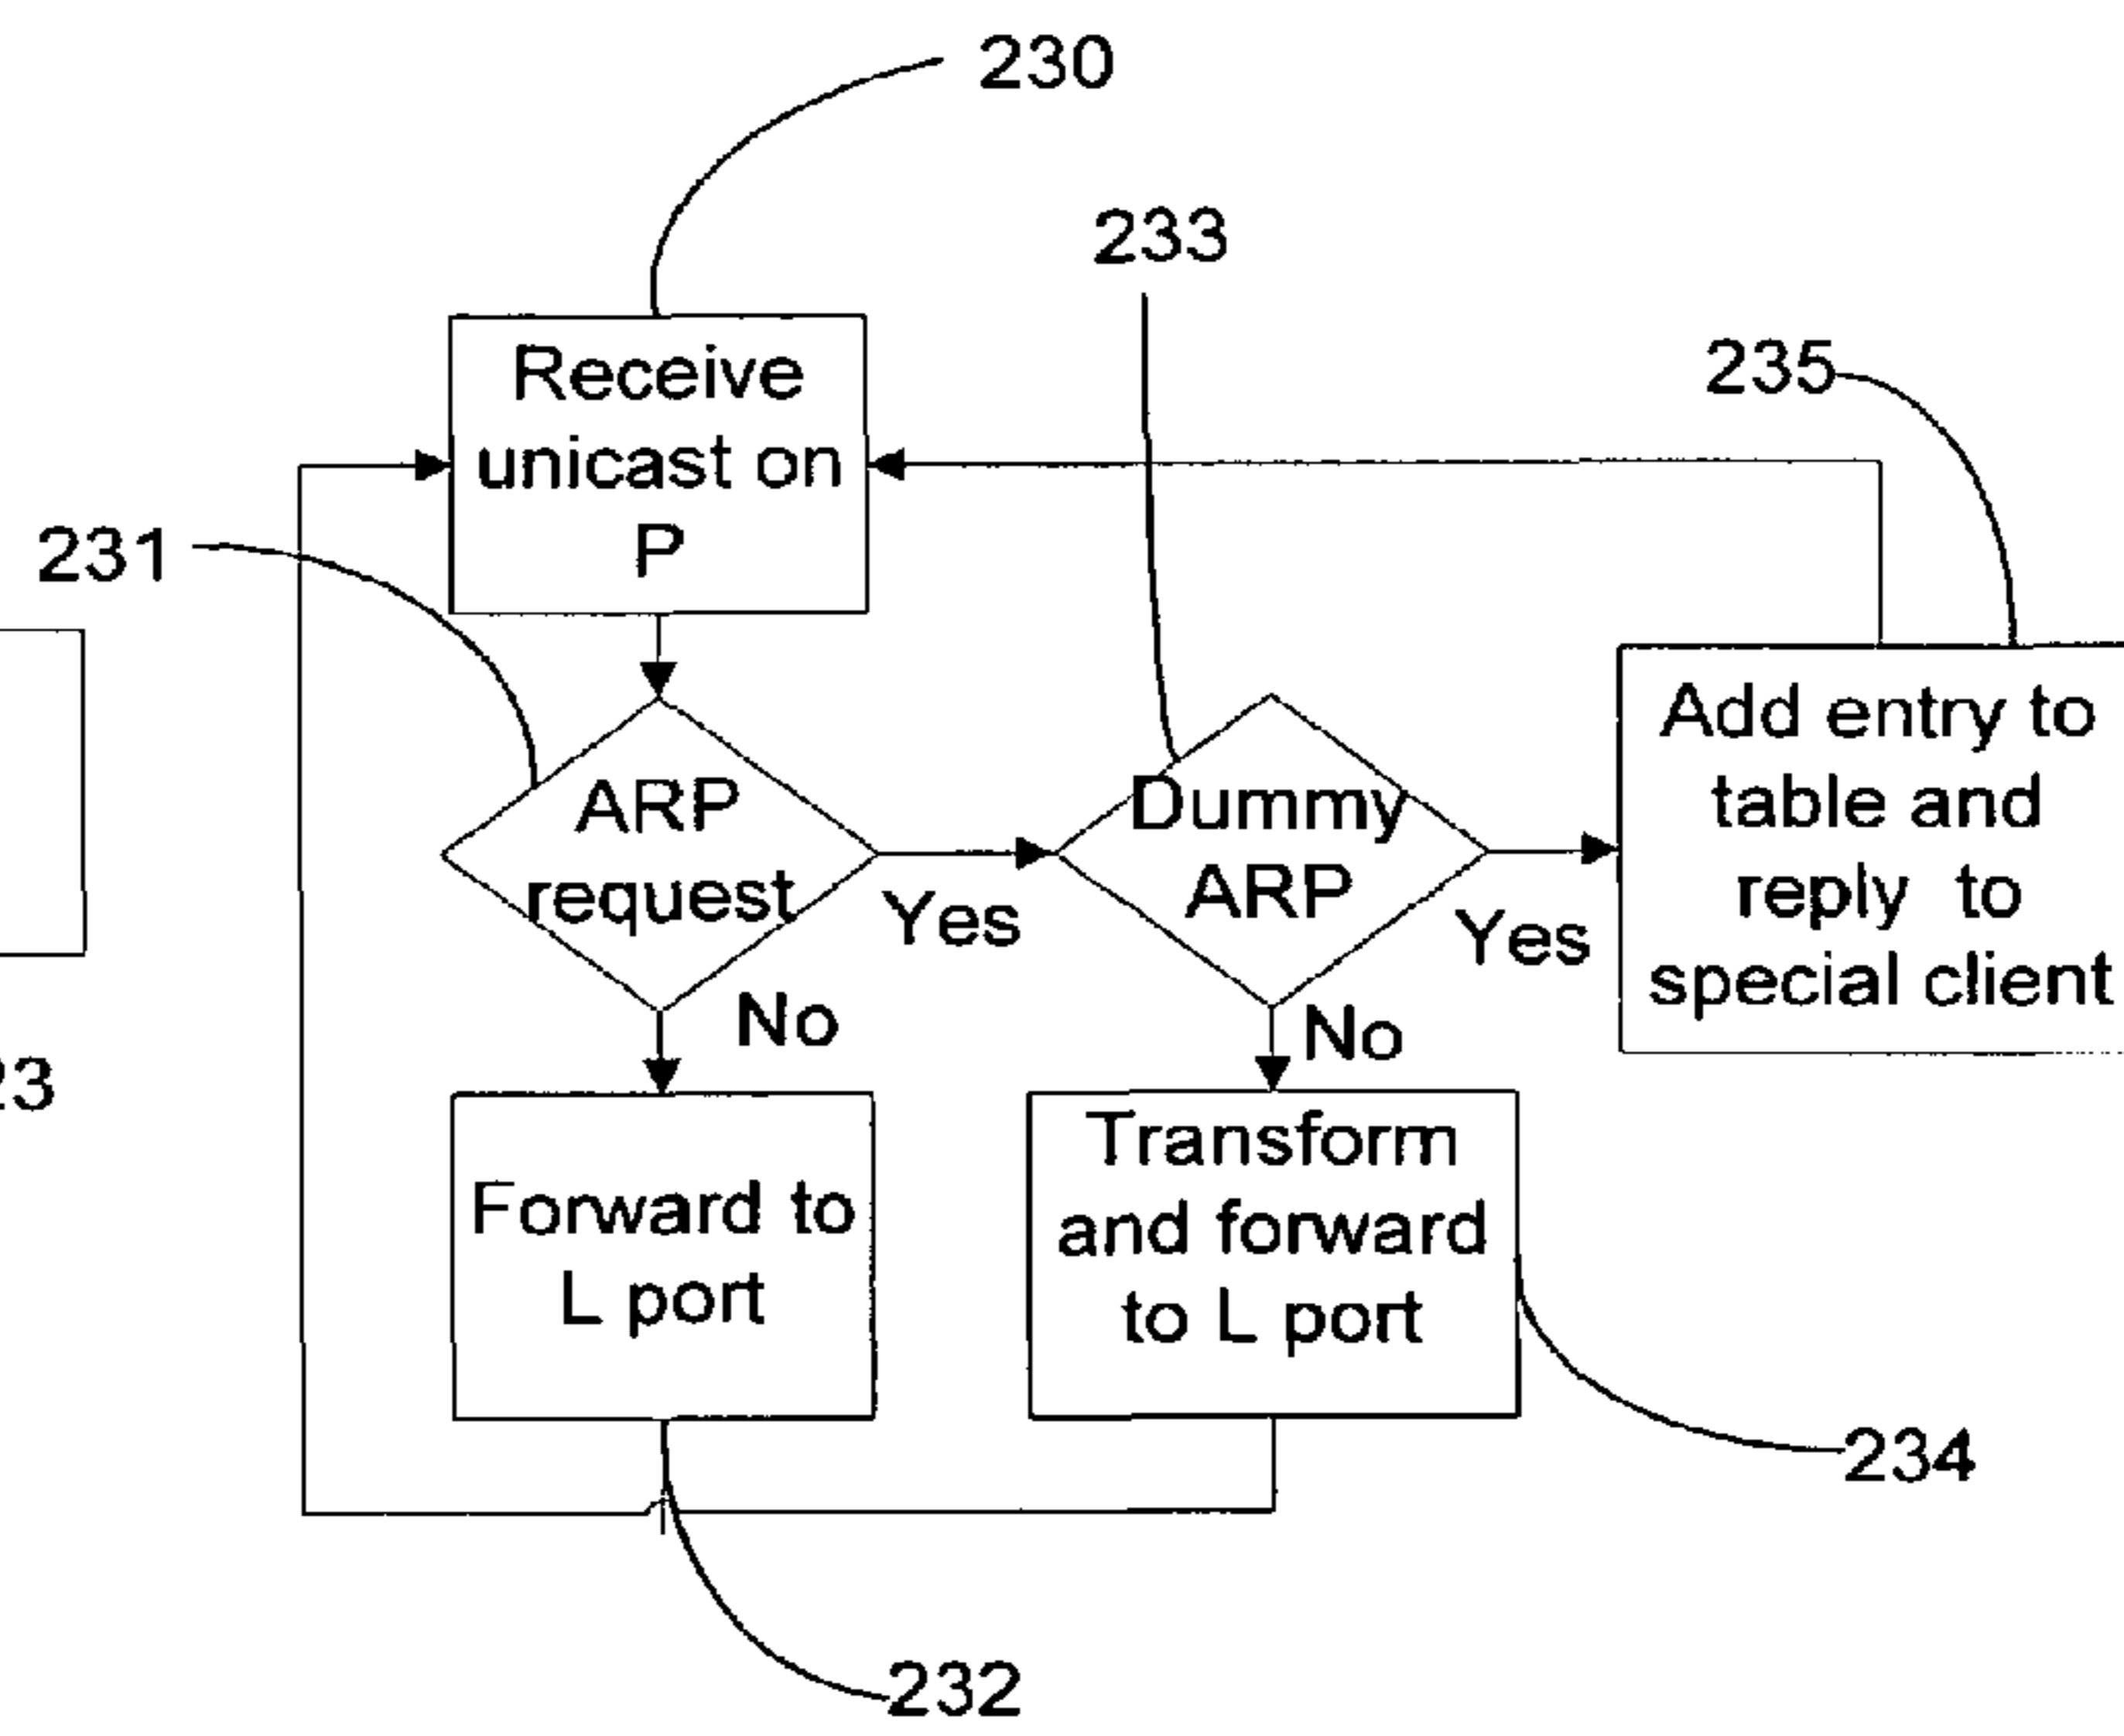 230
233
235
Receive
unicast on
P
231
Add entry to
table and
reply to
special client
ARP
request
Yes
Dummy
ARP
Yes
No
No
23
Forward to
L port
Transform
and forward
to L port
234
232